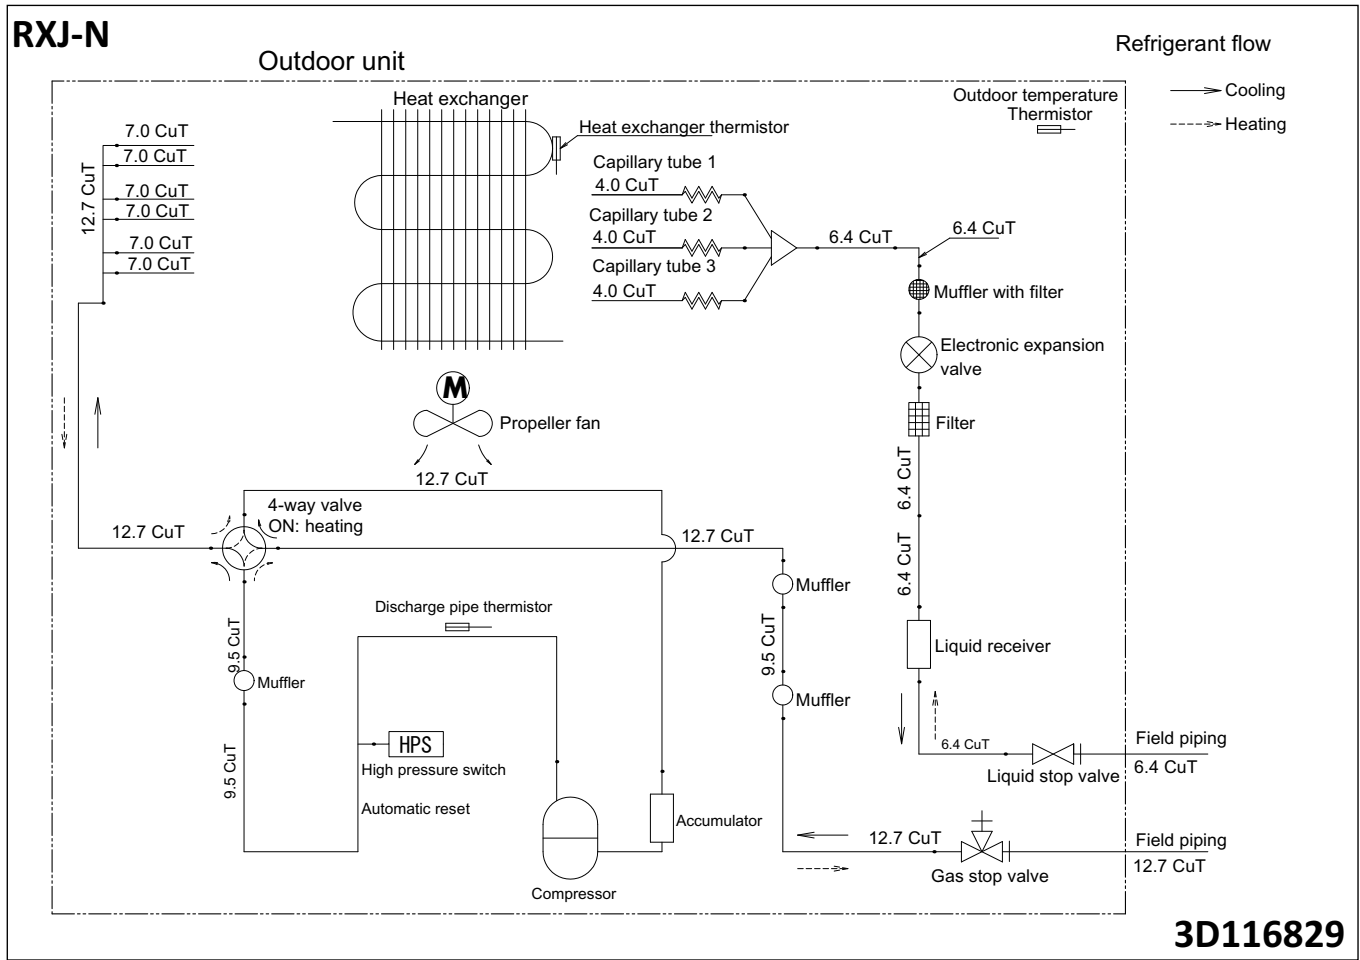 RXJ-N
Refrigerant flow
Outdoor unit
Cooling
Heating
Heat exchanger
Outdoor temperature
Thermistor
Heat exchanger thermistor
7.0 CuT
7.0 CuT
7.0 CuT
7.0 CuT
7.0 CuT
7.0 CuT
12.7 CuT
Capillary tube 1
4.0 CuT
Capillary tube 2
4.0 CuT
Capillary tube 3
4.0 CuT
6.4 CuT
6.4 CuT
Muffler with filter
Electronic expansion
valve
Filter
M
Propeller fan
12.7 CuT
4-way valve
ON: heating
12.7 CuT
12.7 CuT
6.4 CuT
6.4 CuT
Muffler
Discharge pipe thermistor
9.5 CuT
Muffler
9.5 CuT
Muffler
Liquid receiver
HPS
High pressure switch
Automatic reset
9.5 CuT
6.4 CuT
Liquid stop valve
Field piping
6.4 CuT
Accumulator
Compressor
12.7 CuT
Gas stop valve
Field piping
12.7 CuT
3D116829